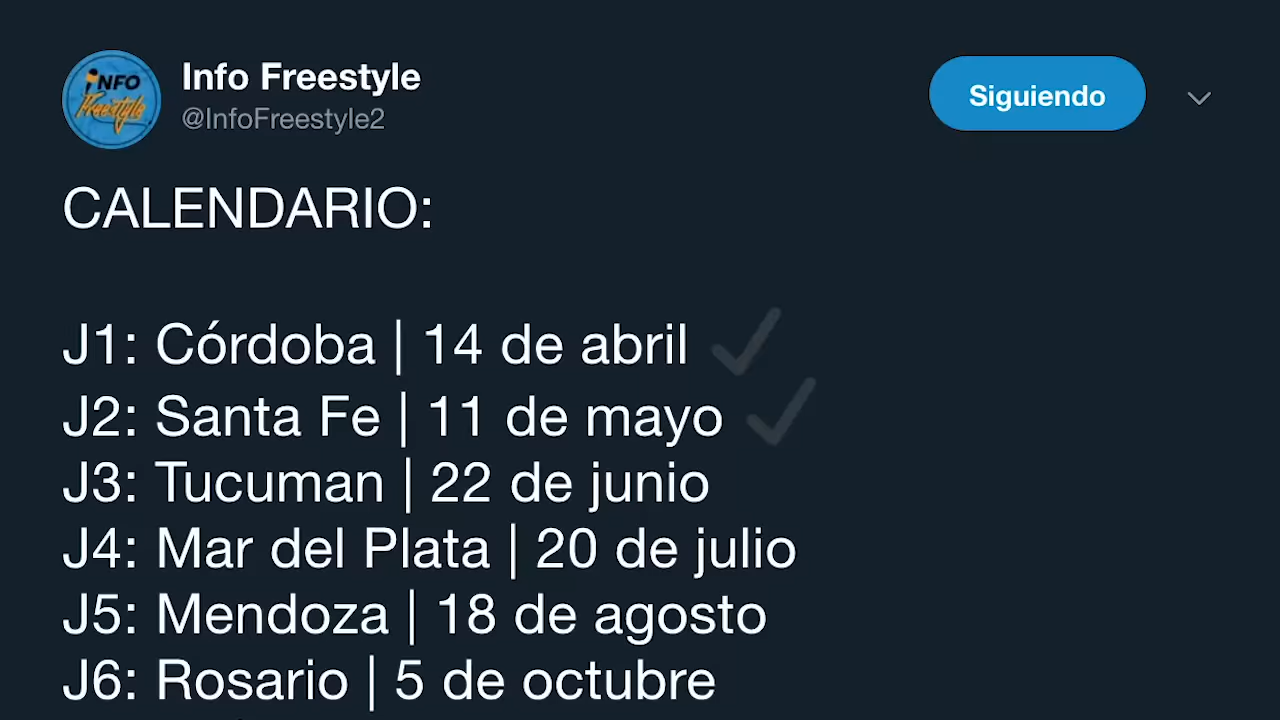 iNFO
Freestyle
Info Freestyle
@InfoFreestyle2
Siguiendo
CALENDARIO:
J1: Córdoba | 14 de abril ✓
J2: Santa Fe | 11 de mayo ✓
J3: Tucuman | 22 de junio
J4: Mar del Plata | 20 de julio
J5: Mendoza | 18 de agosto
J6: Rosario | 5 de octubre